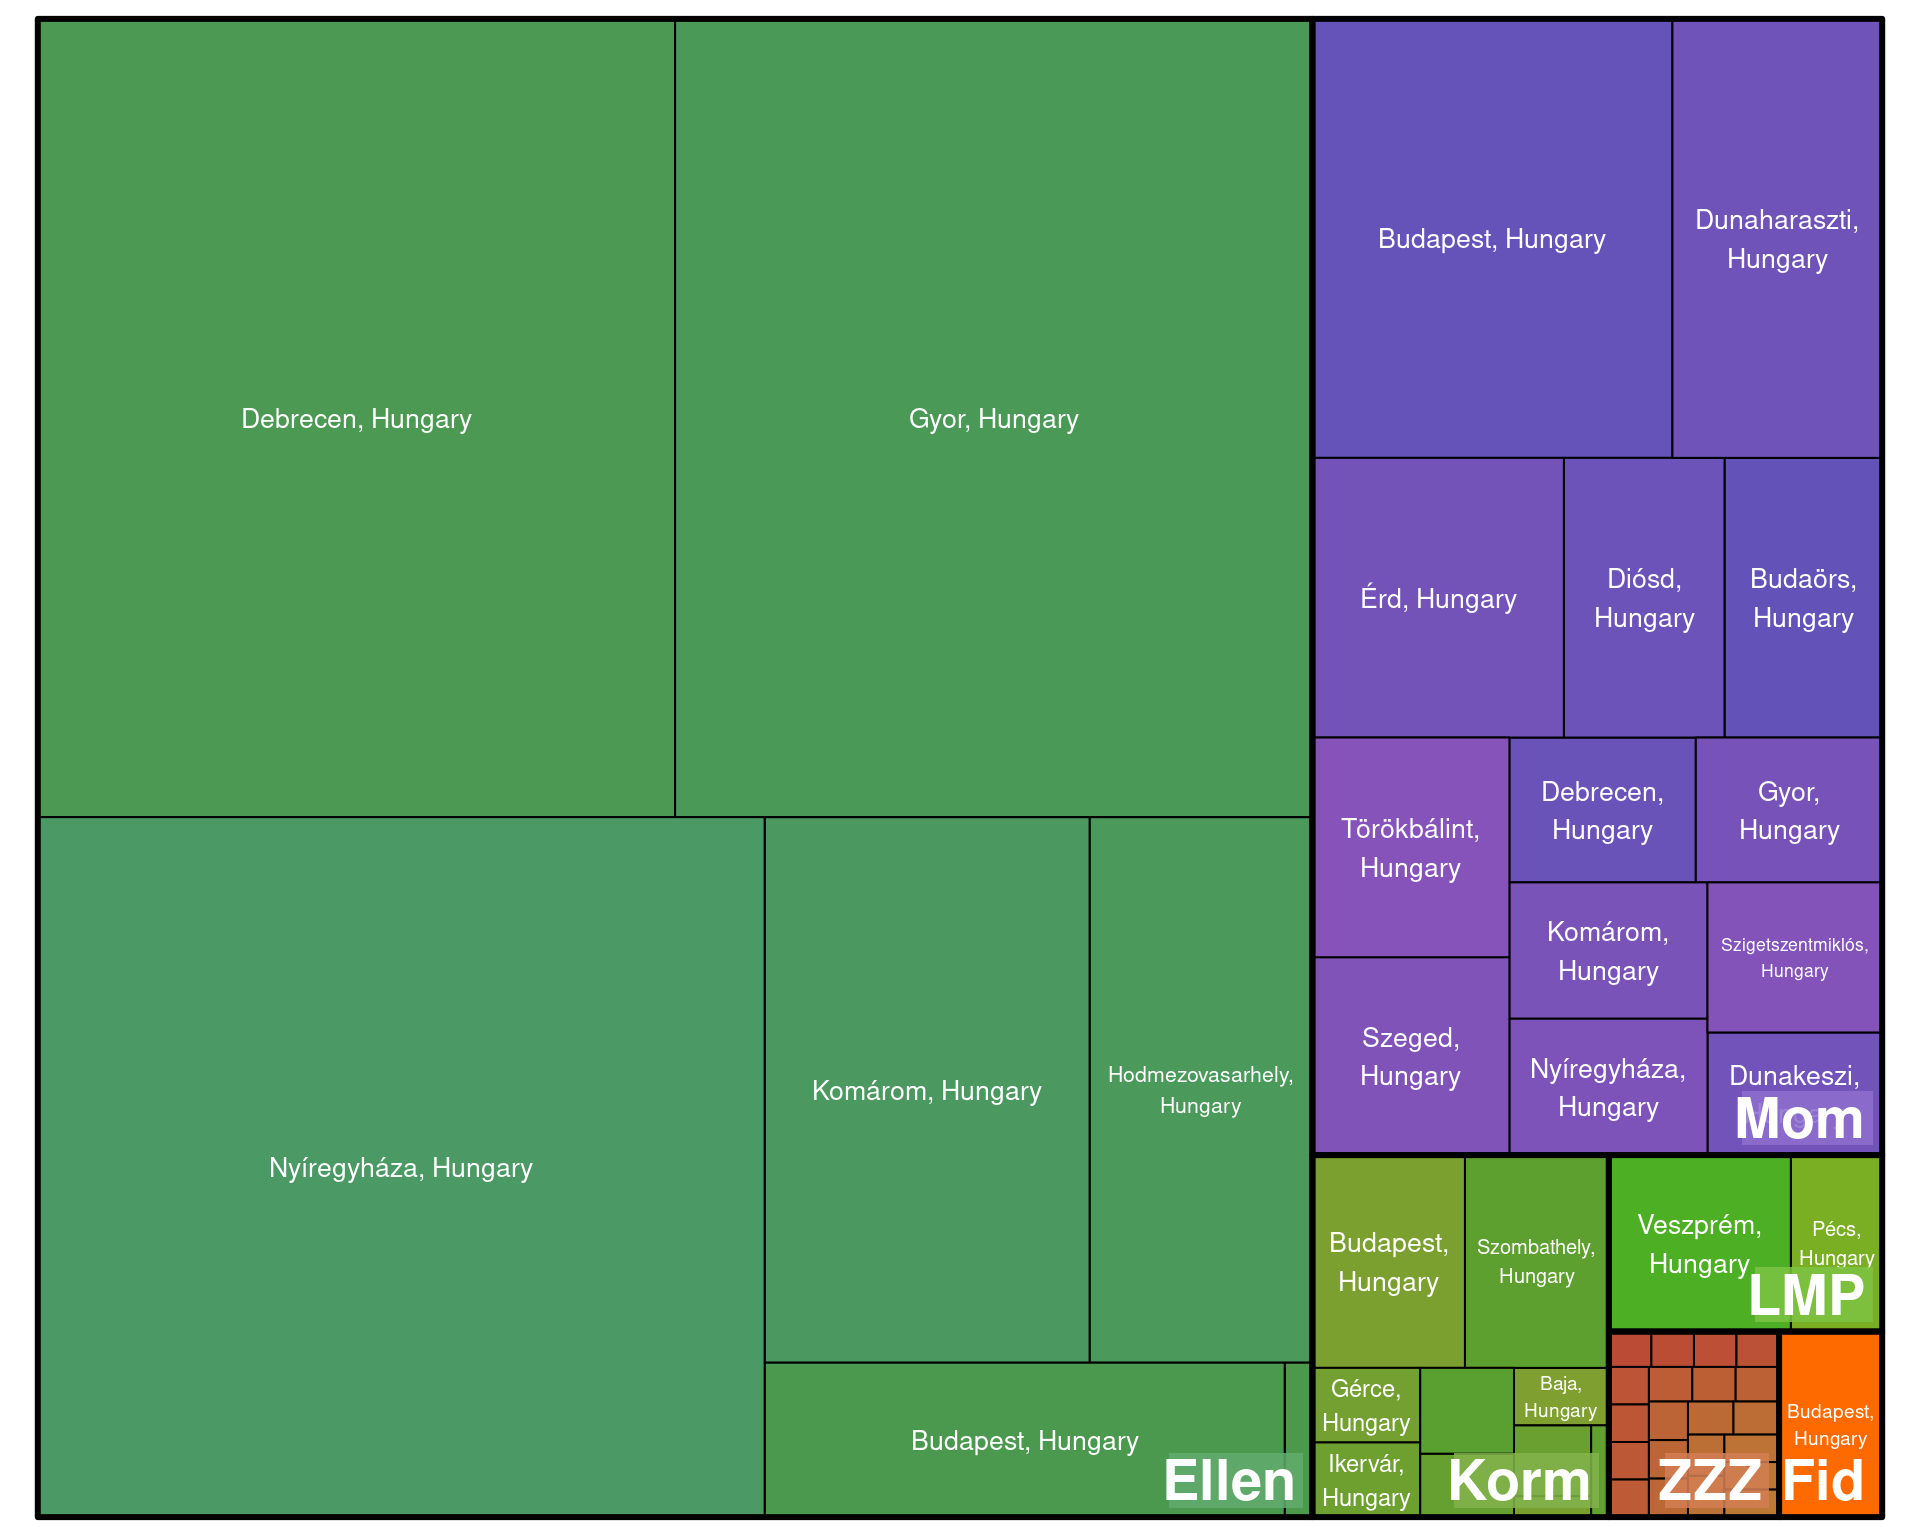 Debrecen, Hungary
Gyor, Hungary
Nyíregyháza, Hungary
Komárom, Hungary
Hodmezovasarhely,
Hungary
Budapest, Hungary
Ellen
Budapest, Hungary
Dunaharaszti,
Hungary
Érd, Hungary
Diósd,
Hungary
Budaörs,
Hungary
Törökbálint,
Hungary
Debrecen,
Hungary
Gyor,
Hungary
Szeged,
Hungary
Komárom,
Hungary
Szigetszentmiklós,
Hungary
Nyíregyháza,
Hungary
Dunakeszi,
Mom
Budapest,
Hungary
Szombathely,
Hungary
Gérce,
Hungary
Baja,
Hungary
Ikervár,
Hungary
Korm
Veszprém,
Hungary
Pécs,
Hungary
LMP
ZZZ
Budapest,
Hungary
Fid